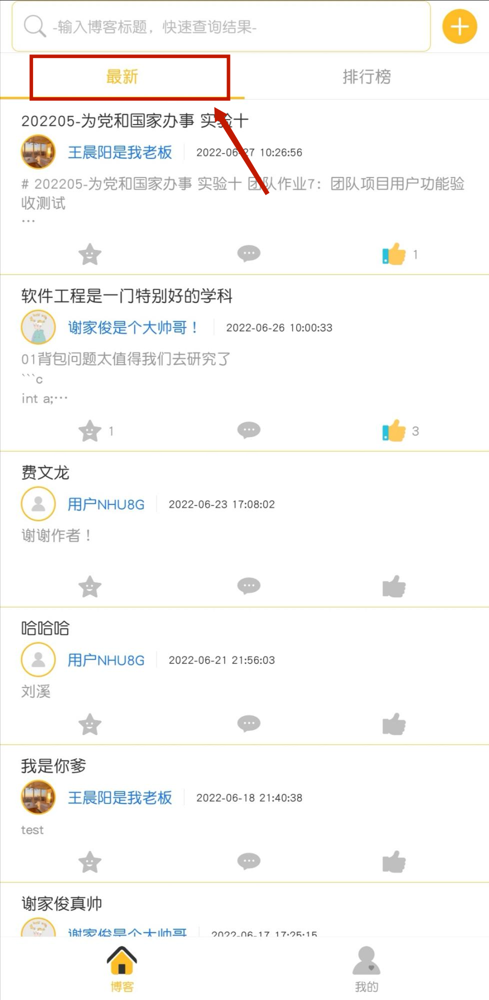 -输入博客标题，快速查询结果-
最新
排行榜
202205-为党和国家办事 实验十
王晨阳是我老板 2022-06-27 10:26:56
# 202205-为党和国家办事 实验十 团队作业7：团队项目用户功能验
收测试
...
1
软件工程是一门特别好的学科
谢家俊是个大帅哥！ 2022-06-26 10:00:33
01背包问题太值得我们去研究了
```c
int a;...
1 3
费文龙
用户NHU8G 2022-06-23 17:08:02
谢谢作者！
哈哈哈
用户NHU8G 2022-06-21 21:56:03
刘溪
我是你爹
王晨阳是我老板 2022-06-18 21:40:38
test
谢家俊真帅
谢家俊是个大帅哥 2022-06-17 17:25:15
博客
我的